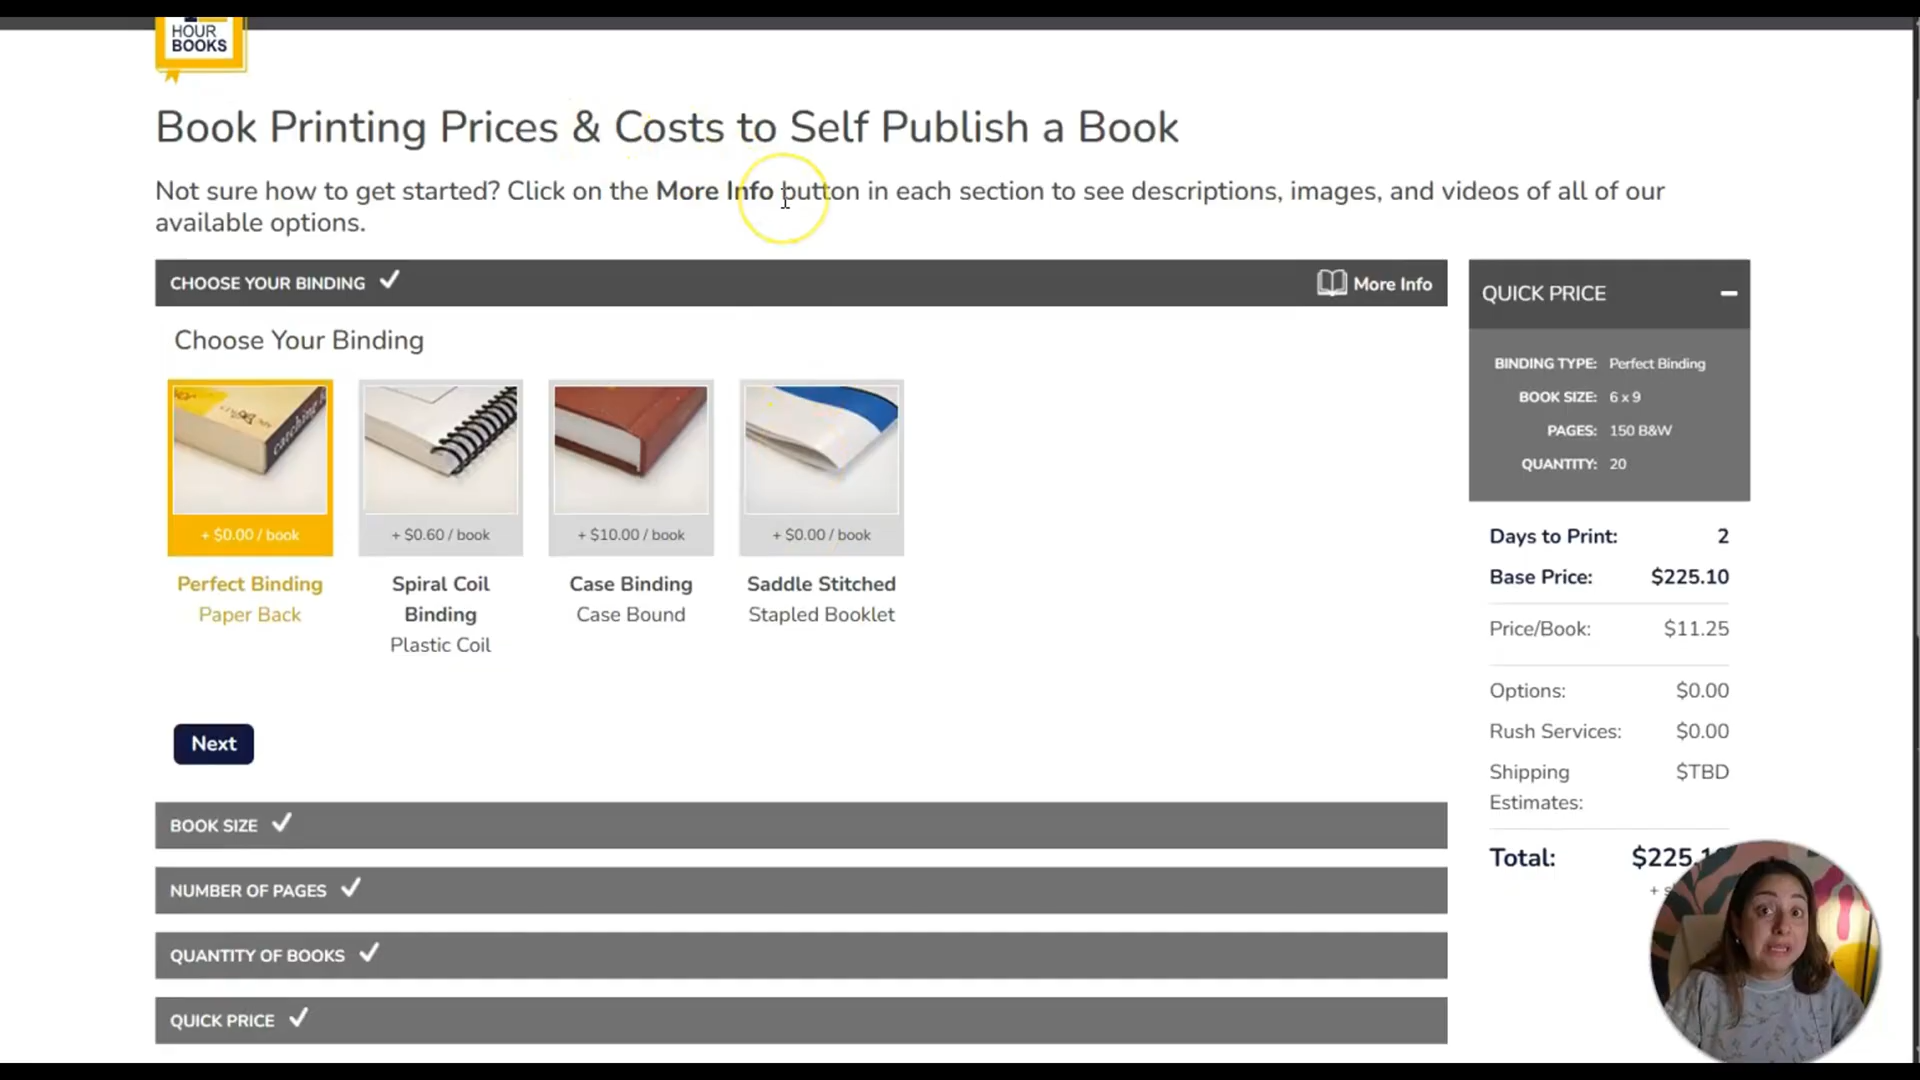 HOUR
BOOKS
Book Printing Prices & Costs to Self Publish a Book
Not sure how to get started? Click on the More Info button in each section to see descriptions, images, and videos of all of our
available options.
CHOOSE YOUR BINDING
More Info
Choose Your Binding
+ $0.00 / book
Perfect Binding
Paper Back
+ $0.60 / book
Spiral Coil
Binding
Plastic Coil
+ $10.00 / book
Case Binding
Case Bound
+ $0.00 / book
Saddle Stitched
Stapled Booklet
Next
BOOK SIZE
NUMBER OF PAGES
QUANTITY OF BOOKS
QUICK PRICE
QUICK PRICE
BINDING TYPE: Perfect Binding
BOOK SIZE: 6 x 9
PAGES: 150 B&W
QUANTITY: 20
Days to Print: 2
Base Price: $225.10
Price/Book: $11.25
Options: $0.00
Rush Services: $0.00
Shipping $TBD
Estimates:
Total: $225.1